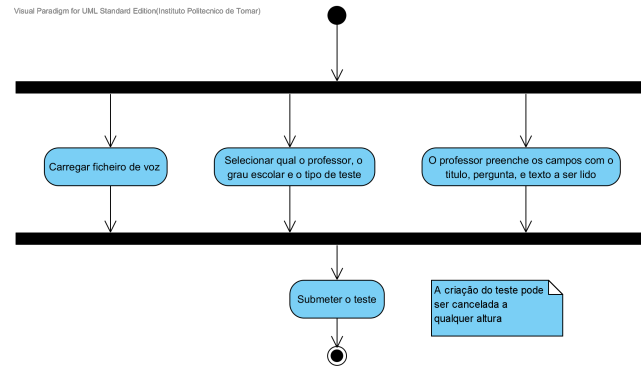 Visual Paradigm for UML Standard Edition(Instituto Politecnico de Tomar)
Carregar ficheiro de voz
Selecionar qual o professor, o
grau escolar e o tipo de teste
O professor preenche os campos com o
titulo, pergunta, e texto a ser lido
Submeter o teste
A criação do teste pode
ser cancelada a
qualquer altura